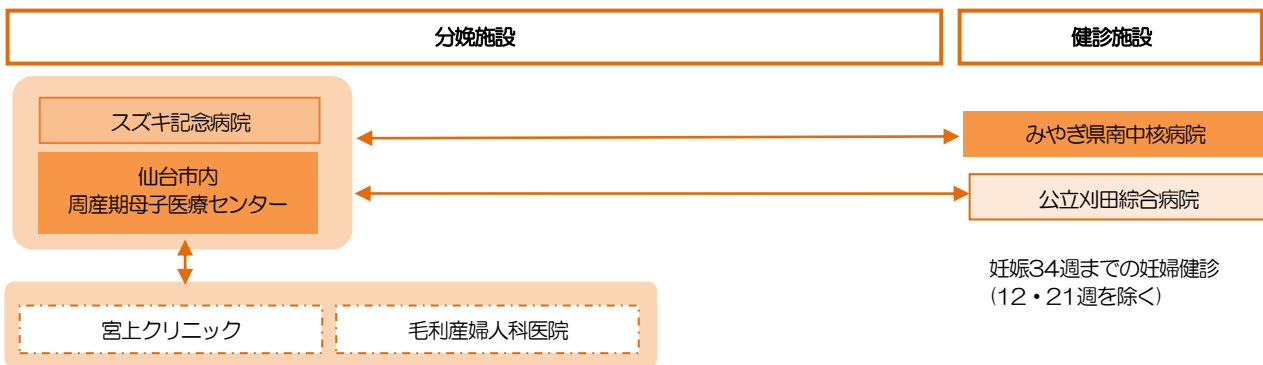 分娩施設
健診施設
スズキ記念病院
みやぎ県南中核病院
仙台市内
周産期母子医療センター
公立刈田綜合病院
妊娠34週までの妊婦健診
(12・21週を除く)
宮上クリニック
毛利産婦人科医院